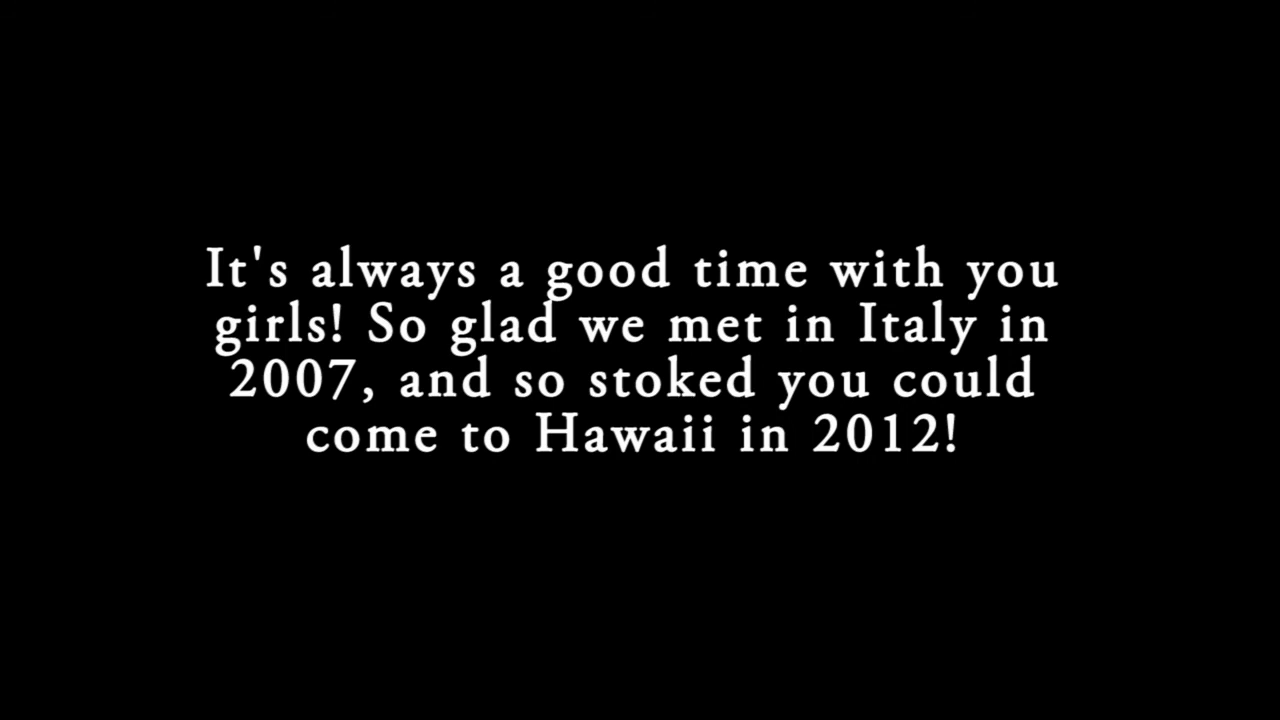 It's always a good time with you
girls! So glad we met in Italy in
2007, and so stoked you could
come to Hawaii in 2012!